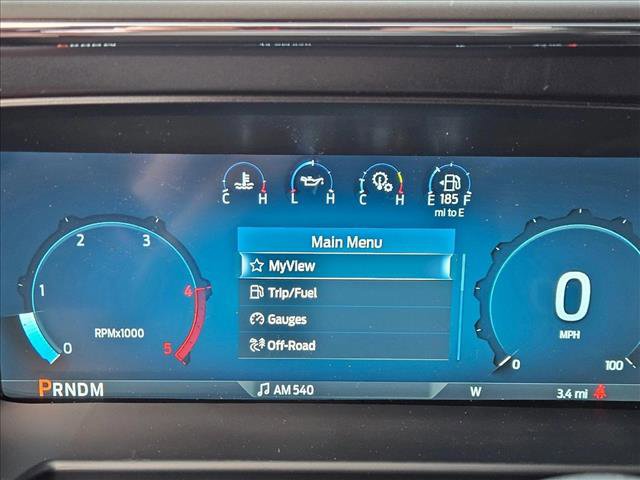 C H L H C H E 185 F
mi to E
Main Menu
MyView
Trip/Fuel
Gauges
Off-Road
2 3
1 4
0 5
RPMx1000
0
MPH
0 100
PRNDM
AM 540
W
3.4 mi